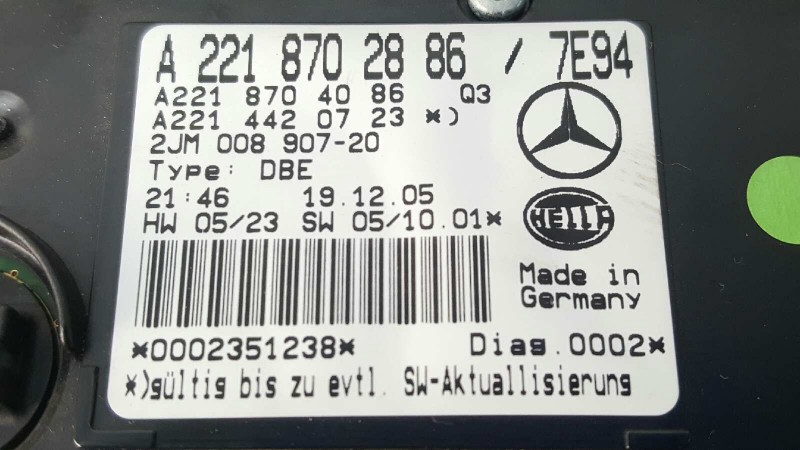 A 221 870 28 86 / 7E94
A221 870 40 86 Q3
A221 442 07 23 *)
2JM 008 907-20
Type: DBE
21:46 19.12.05
HW 05/23 SW 05/10.01*
HELLA
Made in
Germany
*0002351238* Diag.0002*
*)gültig bis zu evtl. SW-Aktuallisierung